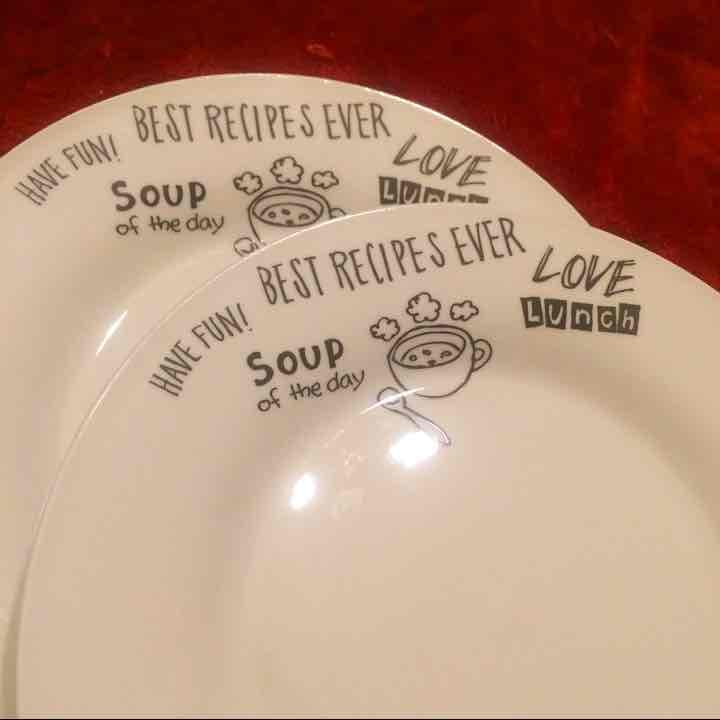 HAVE FUN!
BEST RECIPES EVER
LOVE
LUnch
SOUP
of the day
HAVE FUN!
BEST RECIPES EVER
LOVE
LUncH
SOUP
of the day